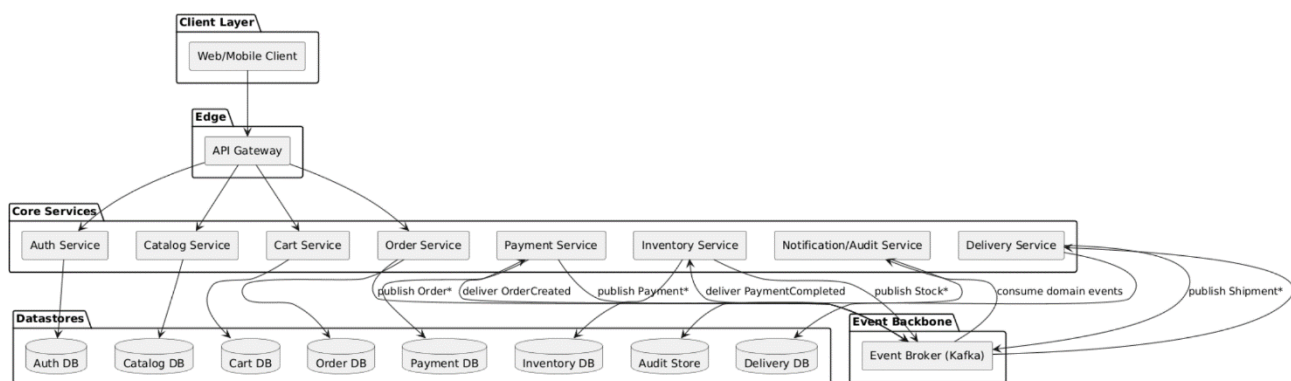 Client Layer
Web/Mobile Client
Edge
API Gateway
Core Services
Auth Service
Catalog Service
Cart Service
Order Service
Payment Service
Inventory Service
Notification/Audit Service
Delivery Service
publish Order*
deliver OrderCreated
publish Payment*
deliver PaymentCompleted
publish Stock*
consume domain events
publish Shipment*
Datastores
Auth DB
Catalog DB
Cart DB
Order DB
Payment DB
Inventory DB
Audit Store
Delivery DB
Event Backbone
Event Broker (Kafka)